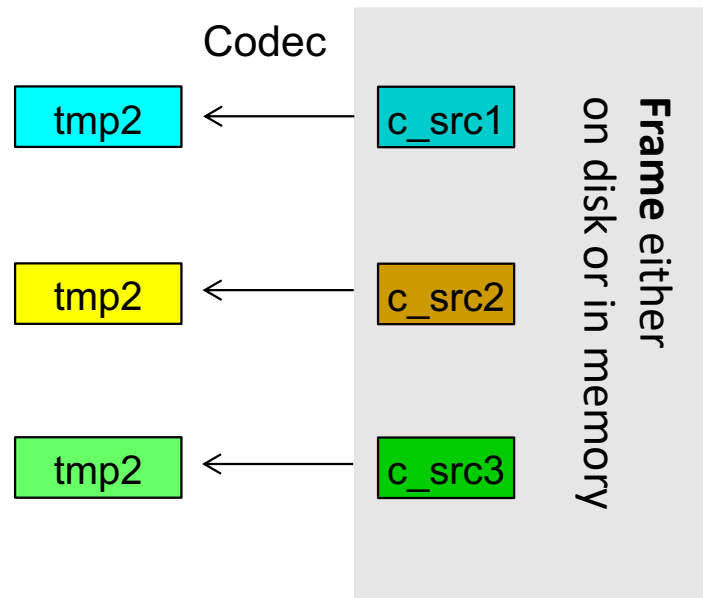 Codec
tmp2
c_src1
tmp2
c_src2
tmp2
c_src3
Frame either
on disk or in memory